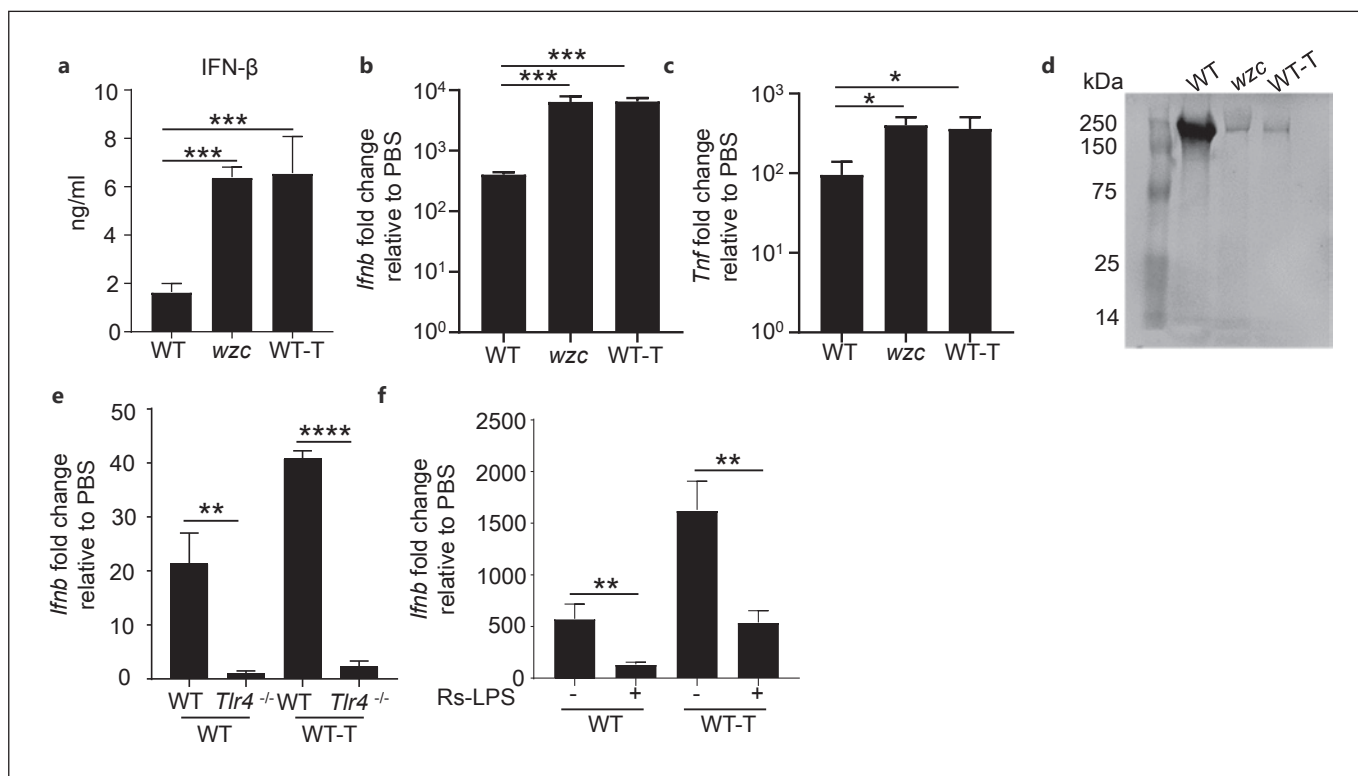 a
IFN-β
***
***
ng/ml
10
8
6
4
2
0
WT
wzc
WT-T
b
***
***
Ifnb fold change
relative to PBS
10⁴
10³
10²
10¹
10⁰
WT
wzc
WT-T
c
*
*
Tnf fold change
relative to PBS
10³
10²
10¹
10⁰
WT
wzc
WT-T
d
kDa
WT
wzc
WT-T
250
150
75
25
14
e
****
**
Ifnb fold change
relative to PBS
50
40
30
20
10
0
WT Tlr4 -/- WT Tlr4 -/-
WT
WT-T
f
**
**
Ifnb fold change
relative to PBS
2500
2000
1500
1000
500
0
Rs-LPS - + - +
WT
WT-T